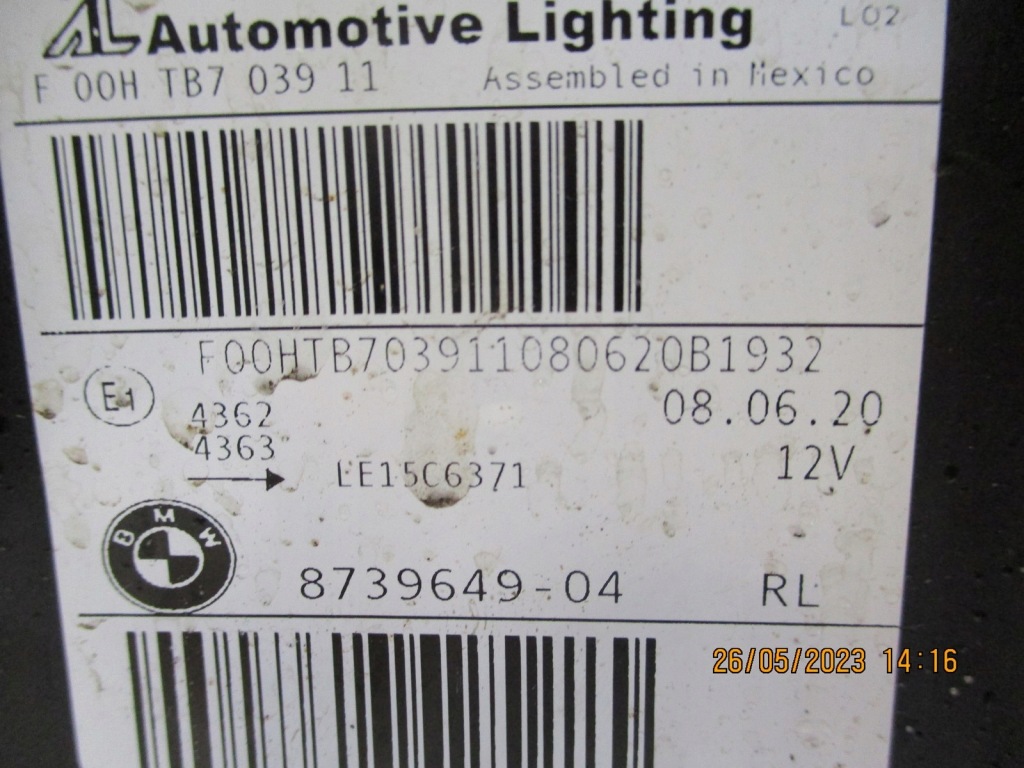 AL Automotive Lighting L02
F 00H TB7 039 11 Assembled in Mexico
F00HTB703911080620B1932
E1
4362
4363
08.06.20
LE15C6371
12V
BMW
8739649-04 RL
26/05/2023 14:16